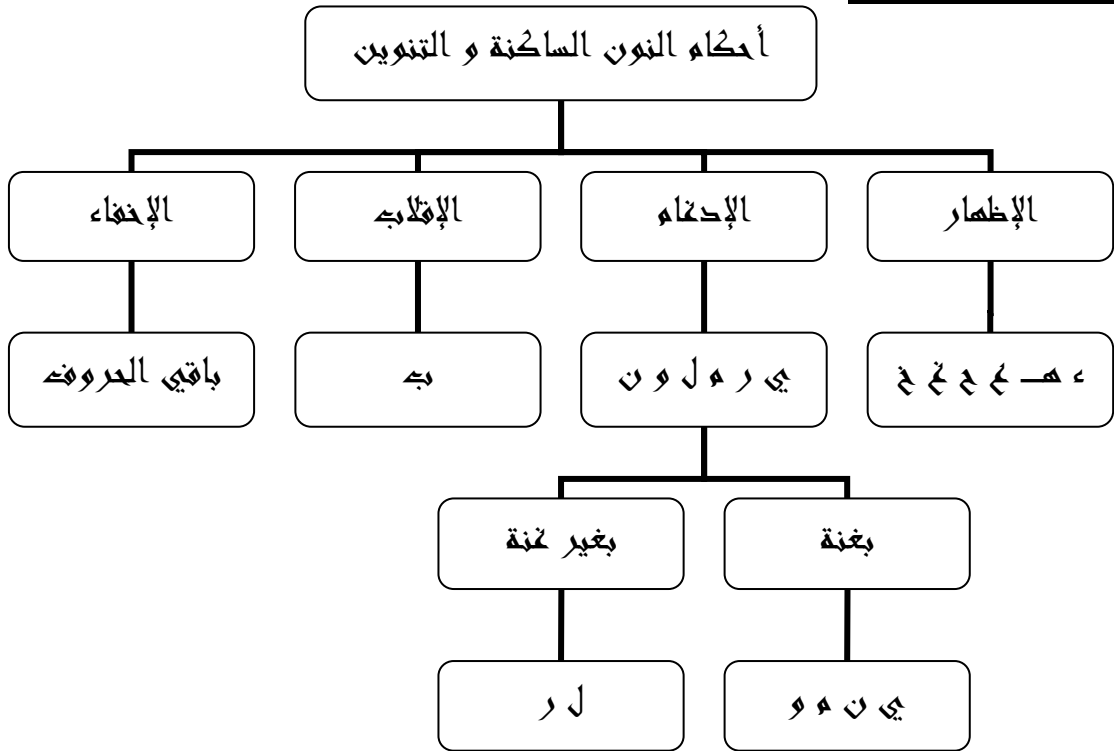 أحكام النون الساكنة و التنوين
الإظهار
الإدغام
الإقلاب
الإخفاء
ء هـ ع ح غ خ
ي ر م ل و ن
ب
باقي الحروف
بغنة
بغير غنة
ي ن م و
ل ر